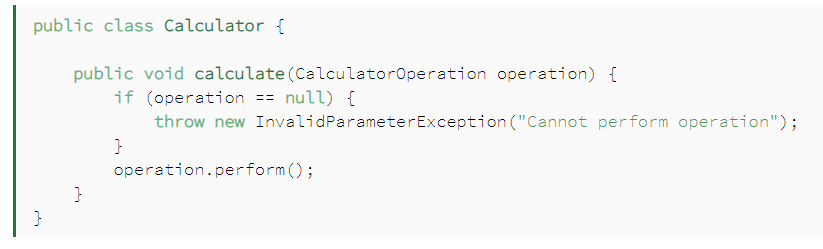 public class Calculator {
public void calculate(CalculatorOperation operation) {
if (operation == null) {
throw new InvalidParameterException("Cannot perform operation");
}
operation.perform();
}
}